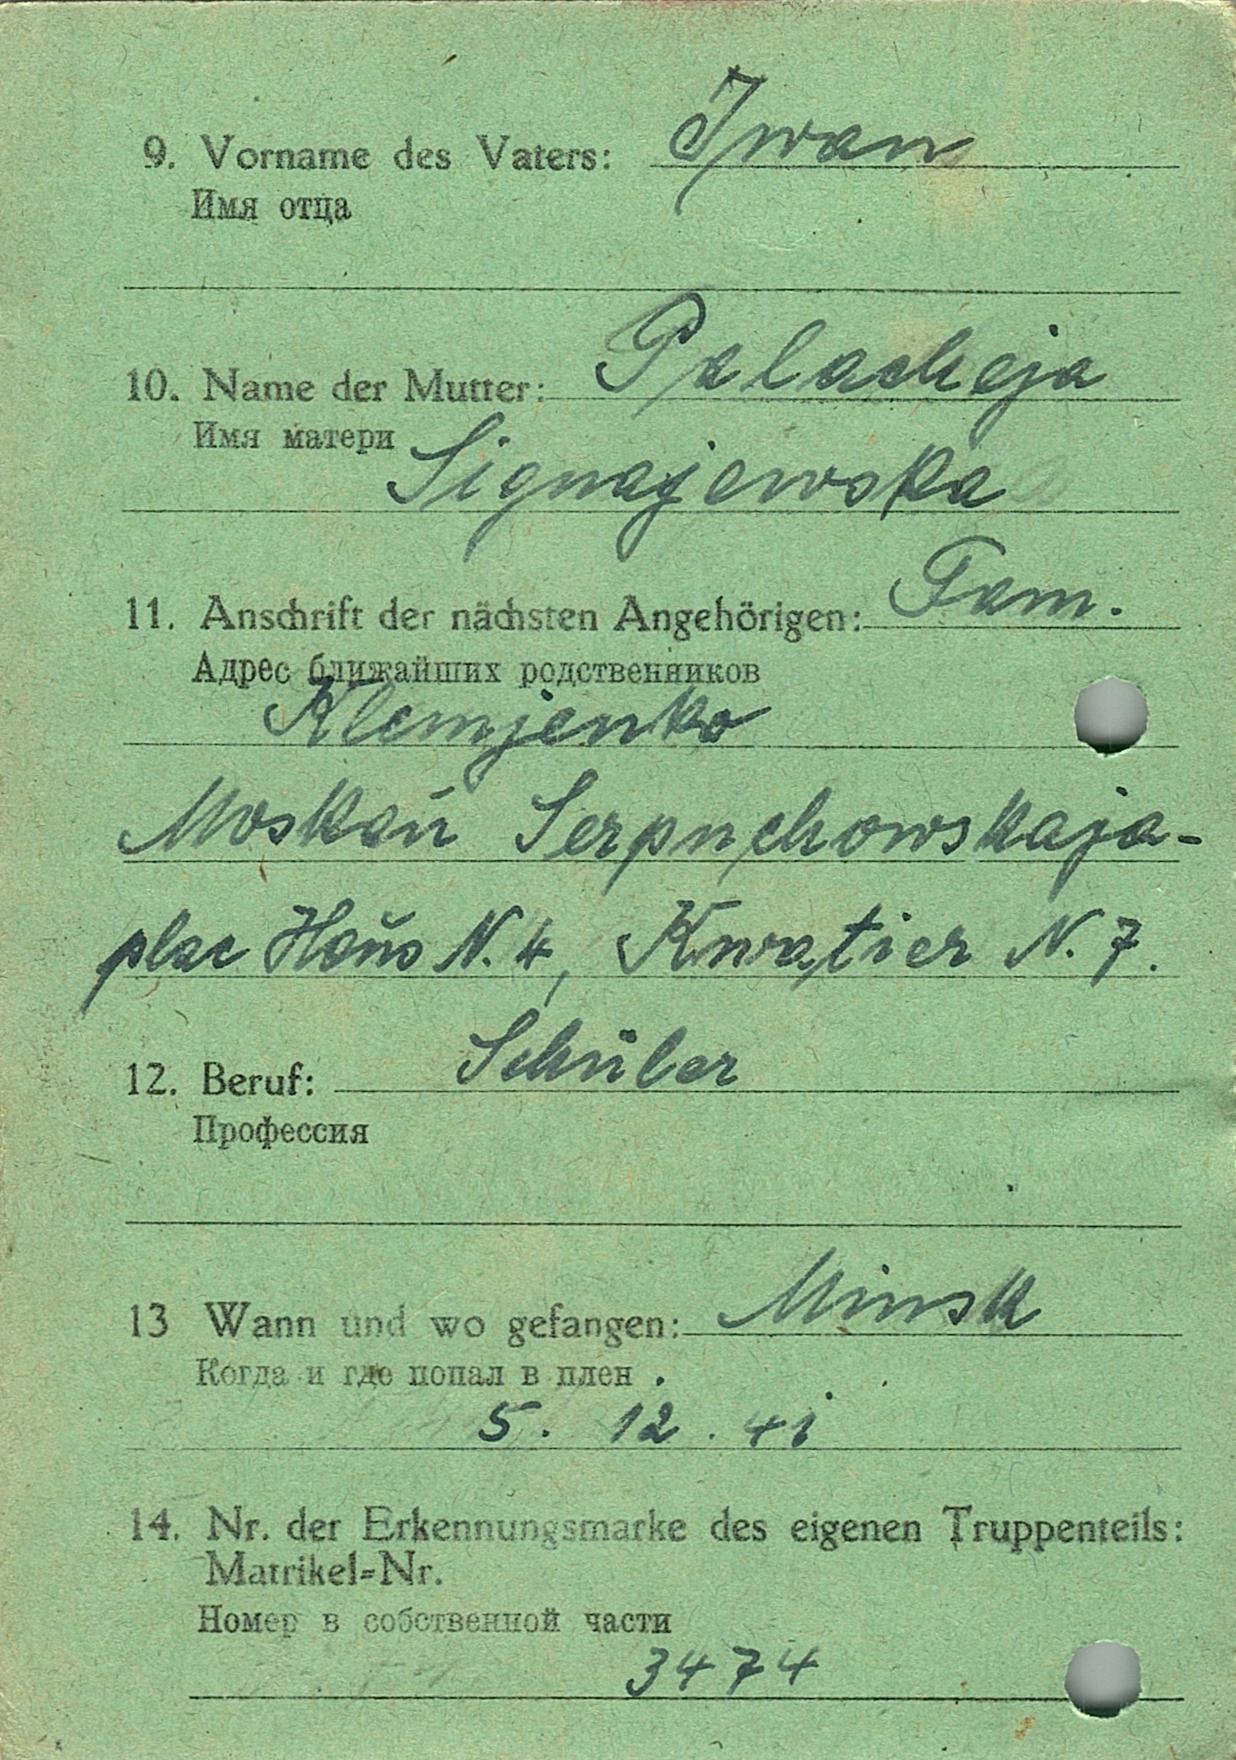 9. Vorname des Vaters: Iwan
Имя отца
10. Name der Mutter: Palacheja
Имя матери
Signajewska
11. Anschrift der nächsten Angehörigen: Fam.
Адрес ближайших родственников
Klemjenko
Moskau Serpuchowskaja-
plac Haus N. 4, Kwatier N. 7.
12. Beruf: Schüler
Профессия
13 Wann und wo gefangen: Minsk
Когда и где попал в плен
5. 12. 41
14. Nr. der Erkennungsmarke des eigenen Truppenteils:
Matrikel-Nr.
Номер в собственной части
3474